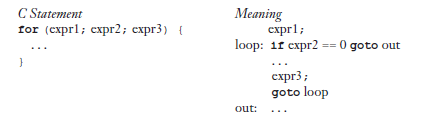 C Statement Meaning
for (expr1; expr2; expr3) { expr1;
... loop: if expr2 == 0 goto out
} ...
expr3;
goto loop
out: ...